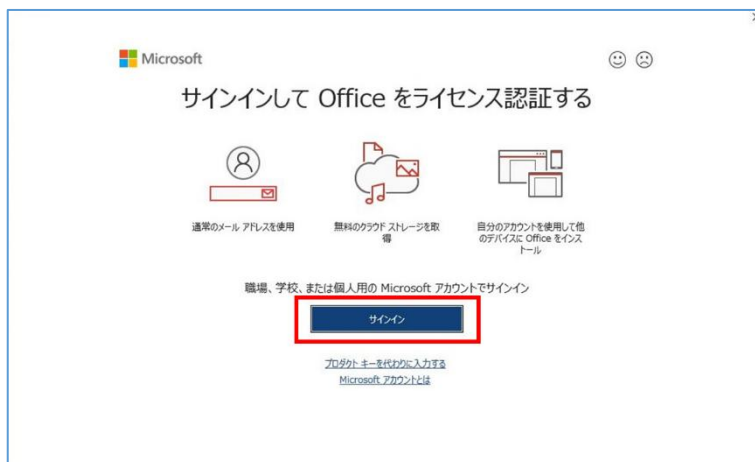 Microsoft
サインインして Office をライセンス認証する
通常のメール アドレスを使用
無料のクラウド ストレージを取
得
自分のアカウントを使用して他
のデバイスに Office をインス
トール
職場、学校、または個人用の Microsoft アカウントでサインイン
サインイン
プロダクト キーを代わりに入力する
Microsoft アカウントとは